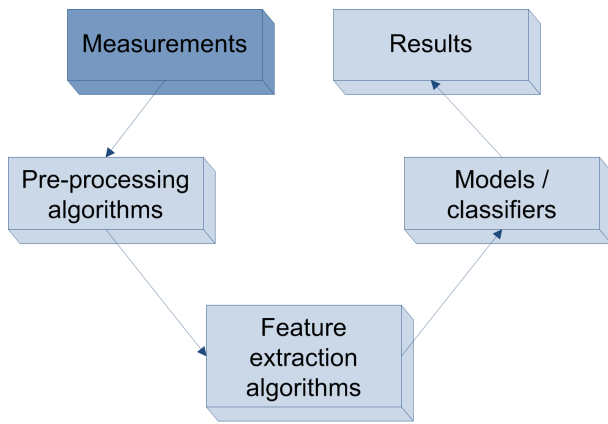 Measurements
Pre-processing
algorithms
Feature
extraction
algorithms
Models /
classifiers
Results